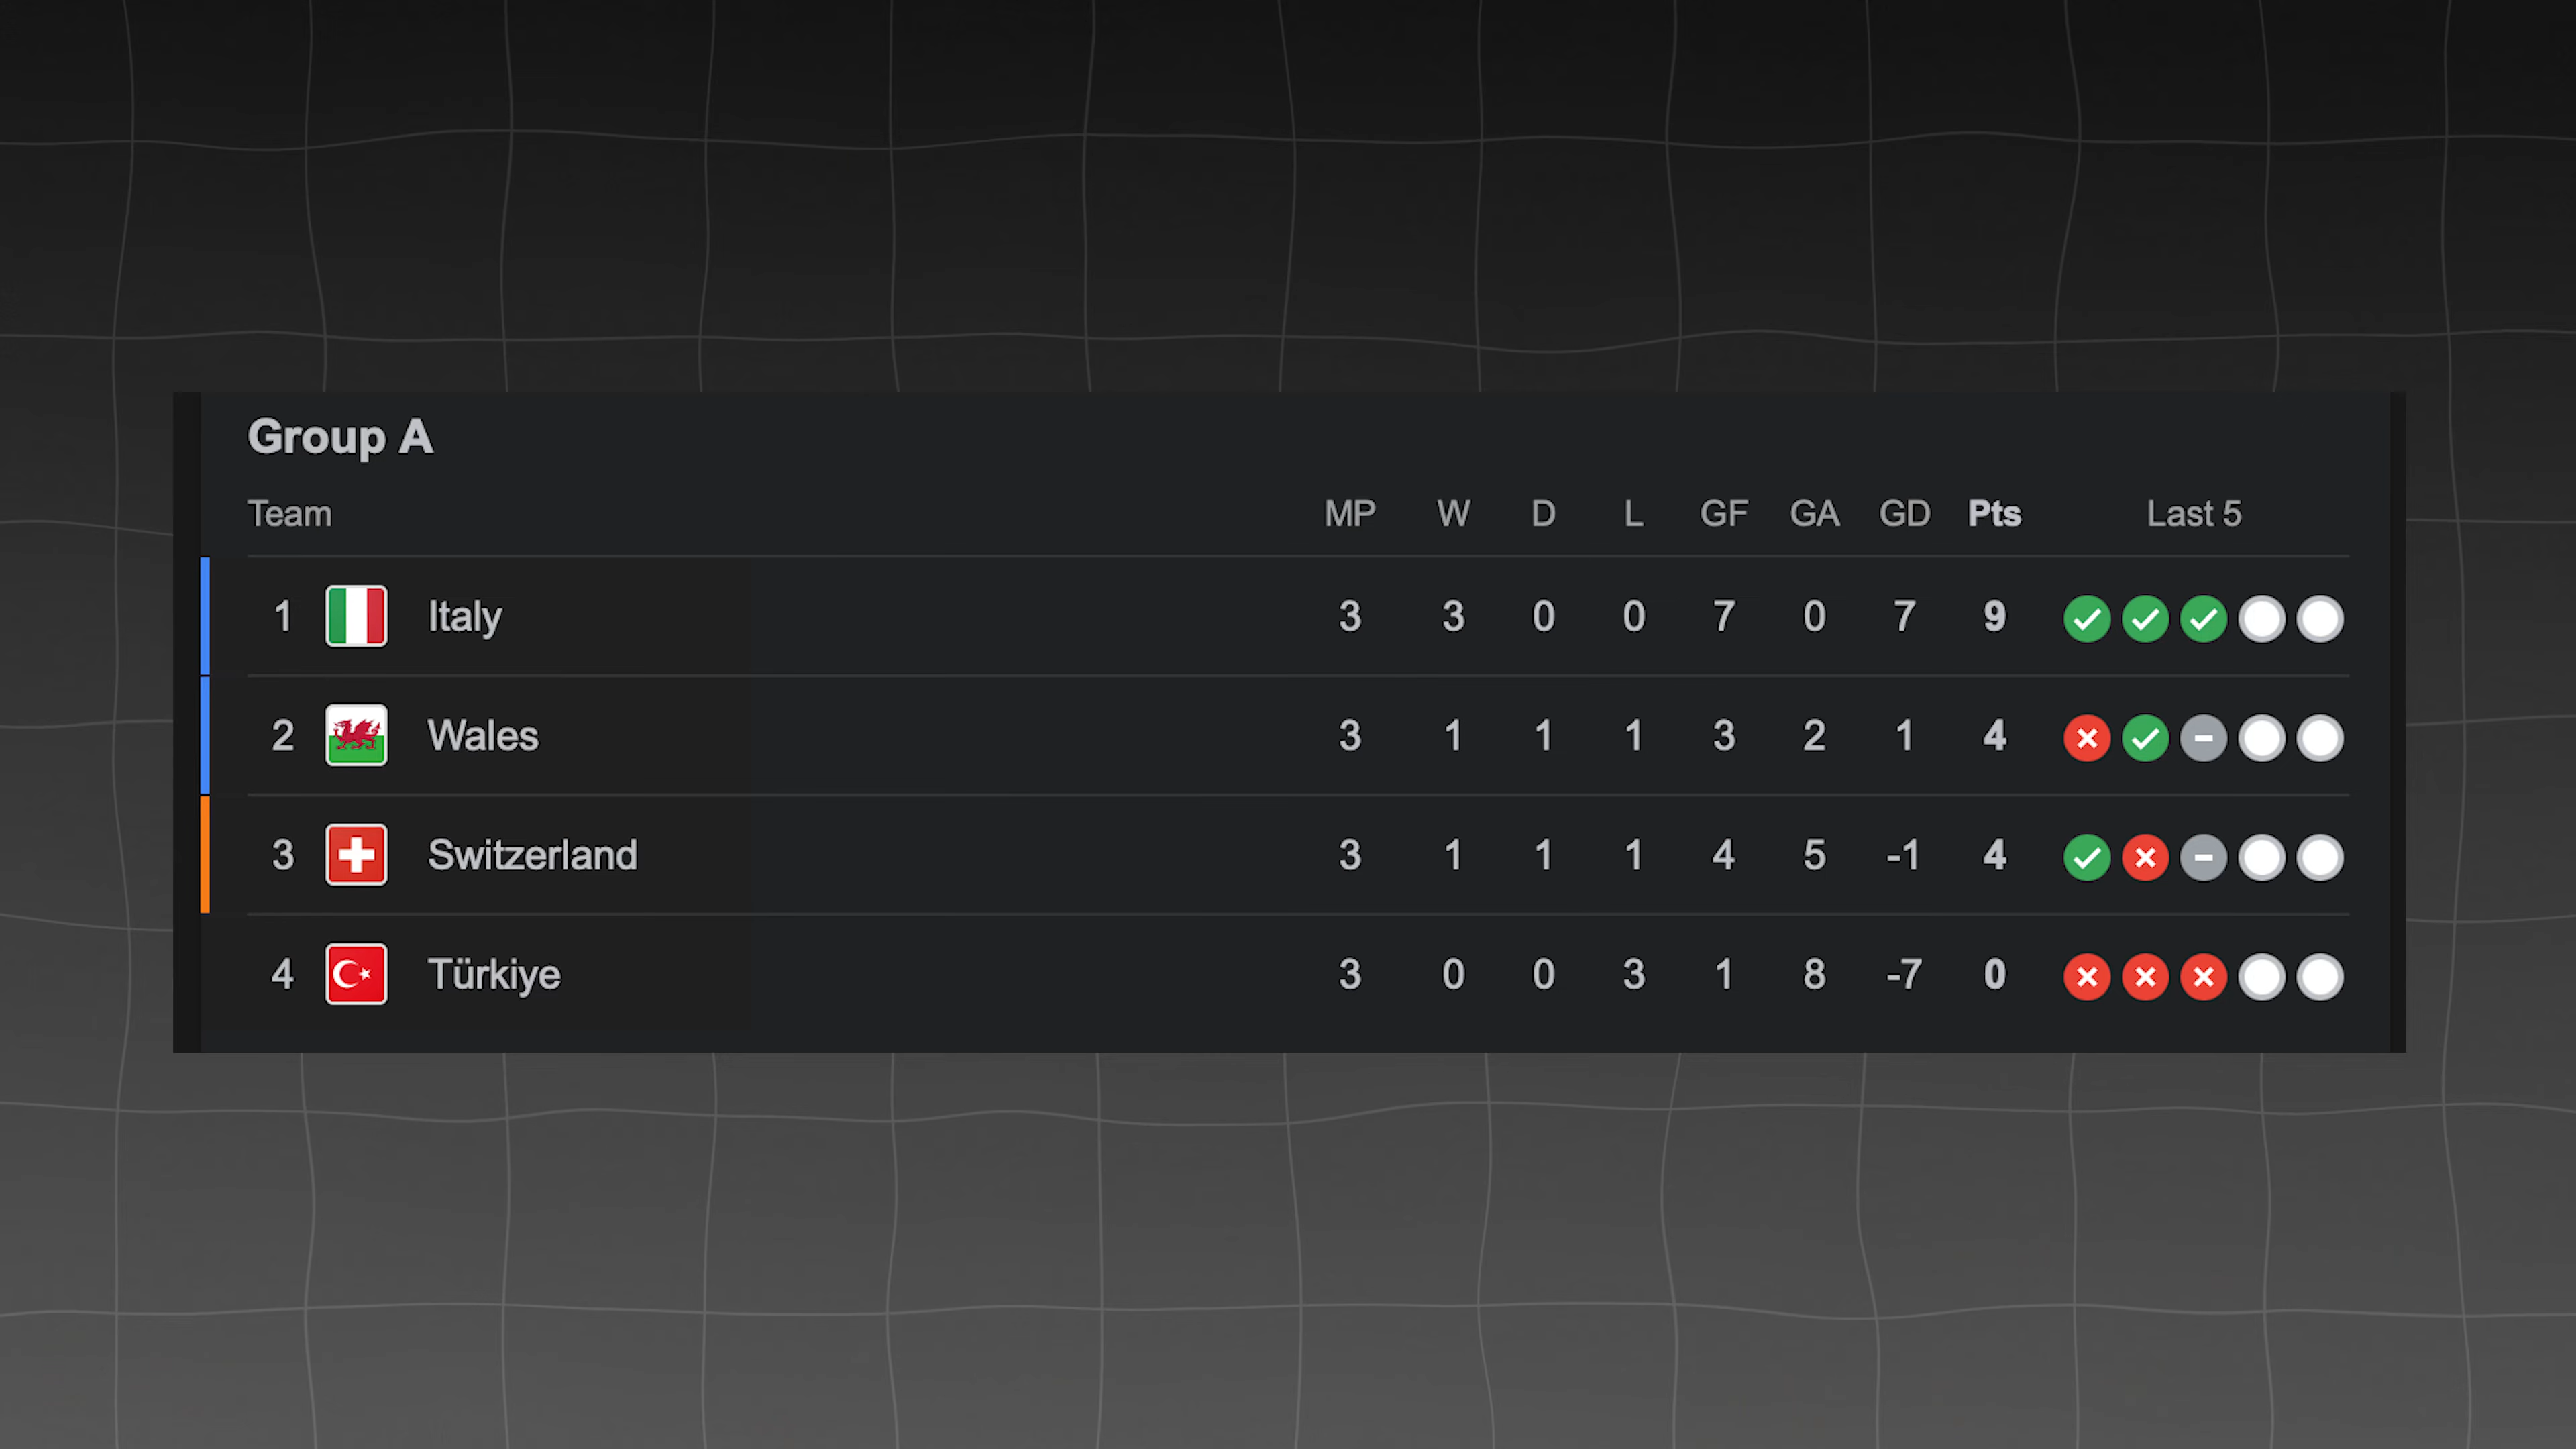 Group A
Team MP W D L GF GA GD Pts Last 5
1 Italy 3 3 0 0 7 0 7 9
2 Wales 3 1 1 1 3 2 1 4
3 Switzerland 3 1 1 1 4 5 -1 4
4 Türkiye 3 0 0 3 1 8 -7 0